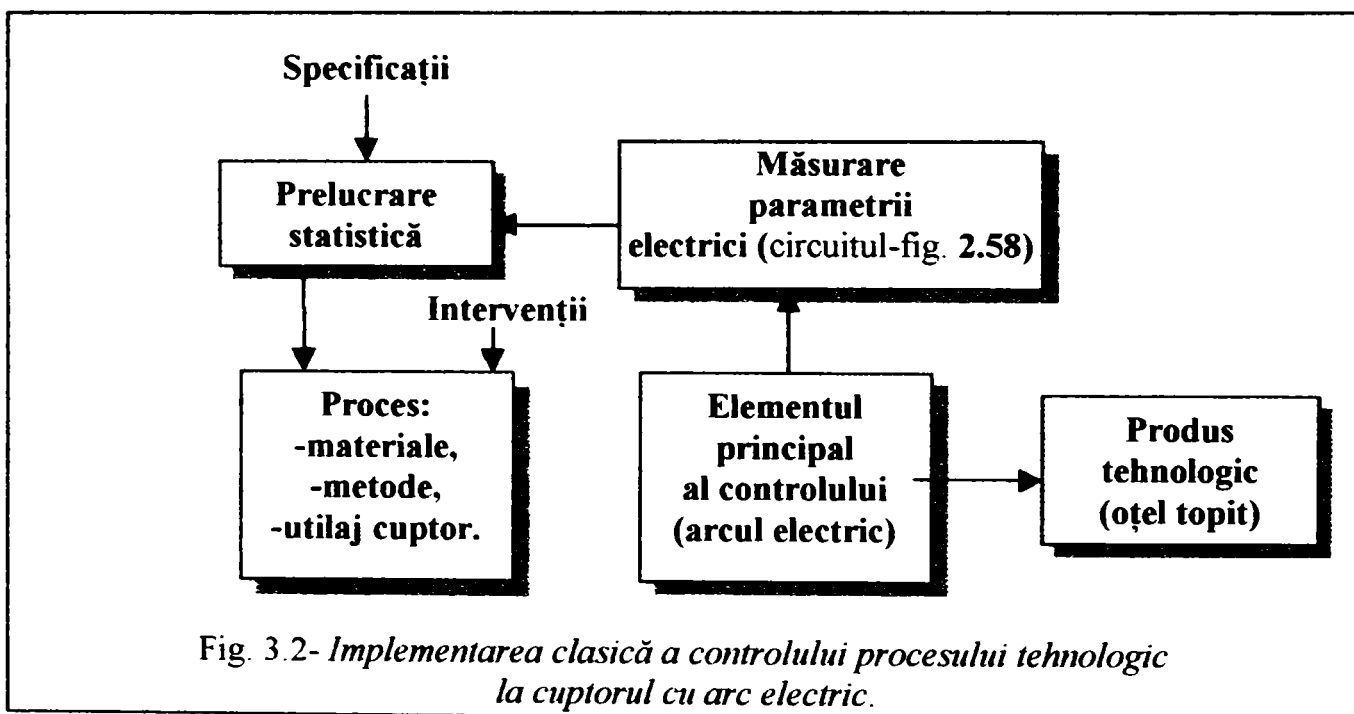 Specificații
Prelucrare
statistică
Măsurare
parametrii
electrici (circuitul-fig. 2.58)
Intervenții
Proces:
-materiale,
-metode,
-utilaj cuptor.
Elementul
principal
al controlului
(arcul electric)
Produs
tehnologic
(oțel topit)
Fig. 3.2- Implementarea clasică a controlului procesului tehnologic
la cuptorul cu arc electric.